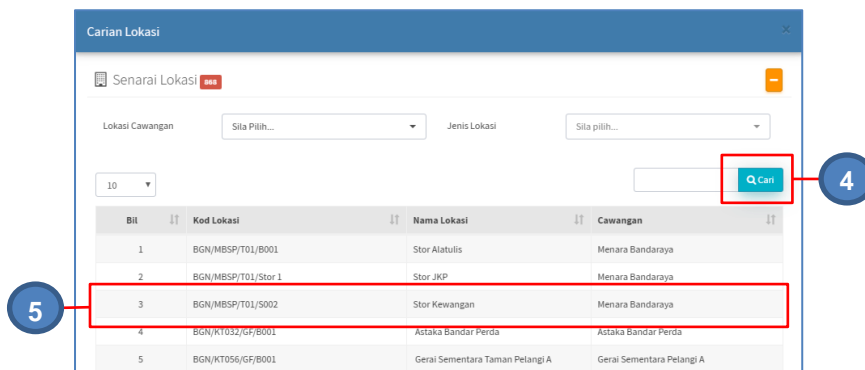 Carian Lokasi ×
Senarai Lokasi 868
Lokasi Cawangan Sila Pilih... Jenis Lokasi Sila pilih...
10 Cari 4
Bil Kod Lokasi Nama Lokasi Cawangan
1 BGN/MBSP/T01/B001 Stor Alatulis Menara Bandaraya
2 BGN/MBSP/T01/Stor 1 Stor JKP Menara Bandaraya
5 3 BGN/MBSP/T01/S002 Stor Kewangan Menara Bandaraya
4 BGN/KT032/GF/B001 Astaka Bandar Perda Astaka Bandar Perda
5 BGN/KT056/GF/B001 Gerai Sementara Taman Pelangi A Gerai Sementara Pelangi A